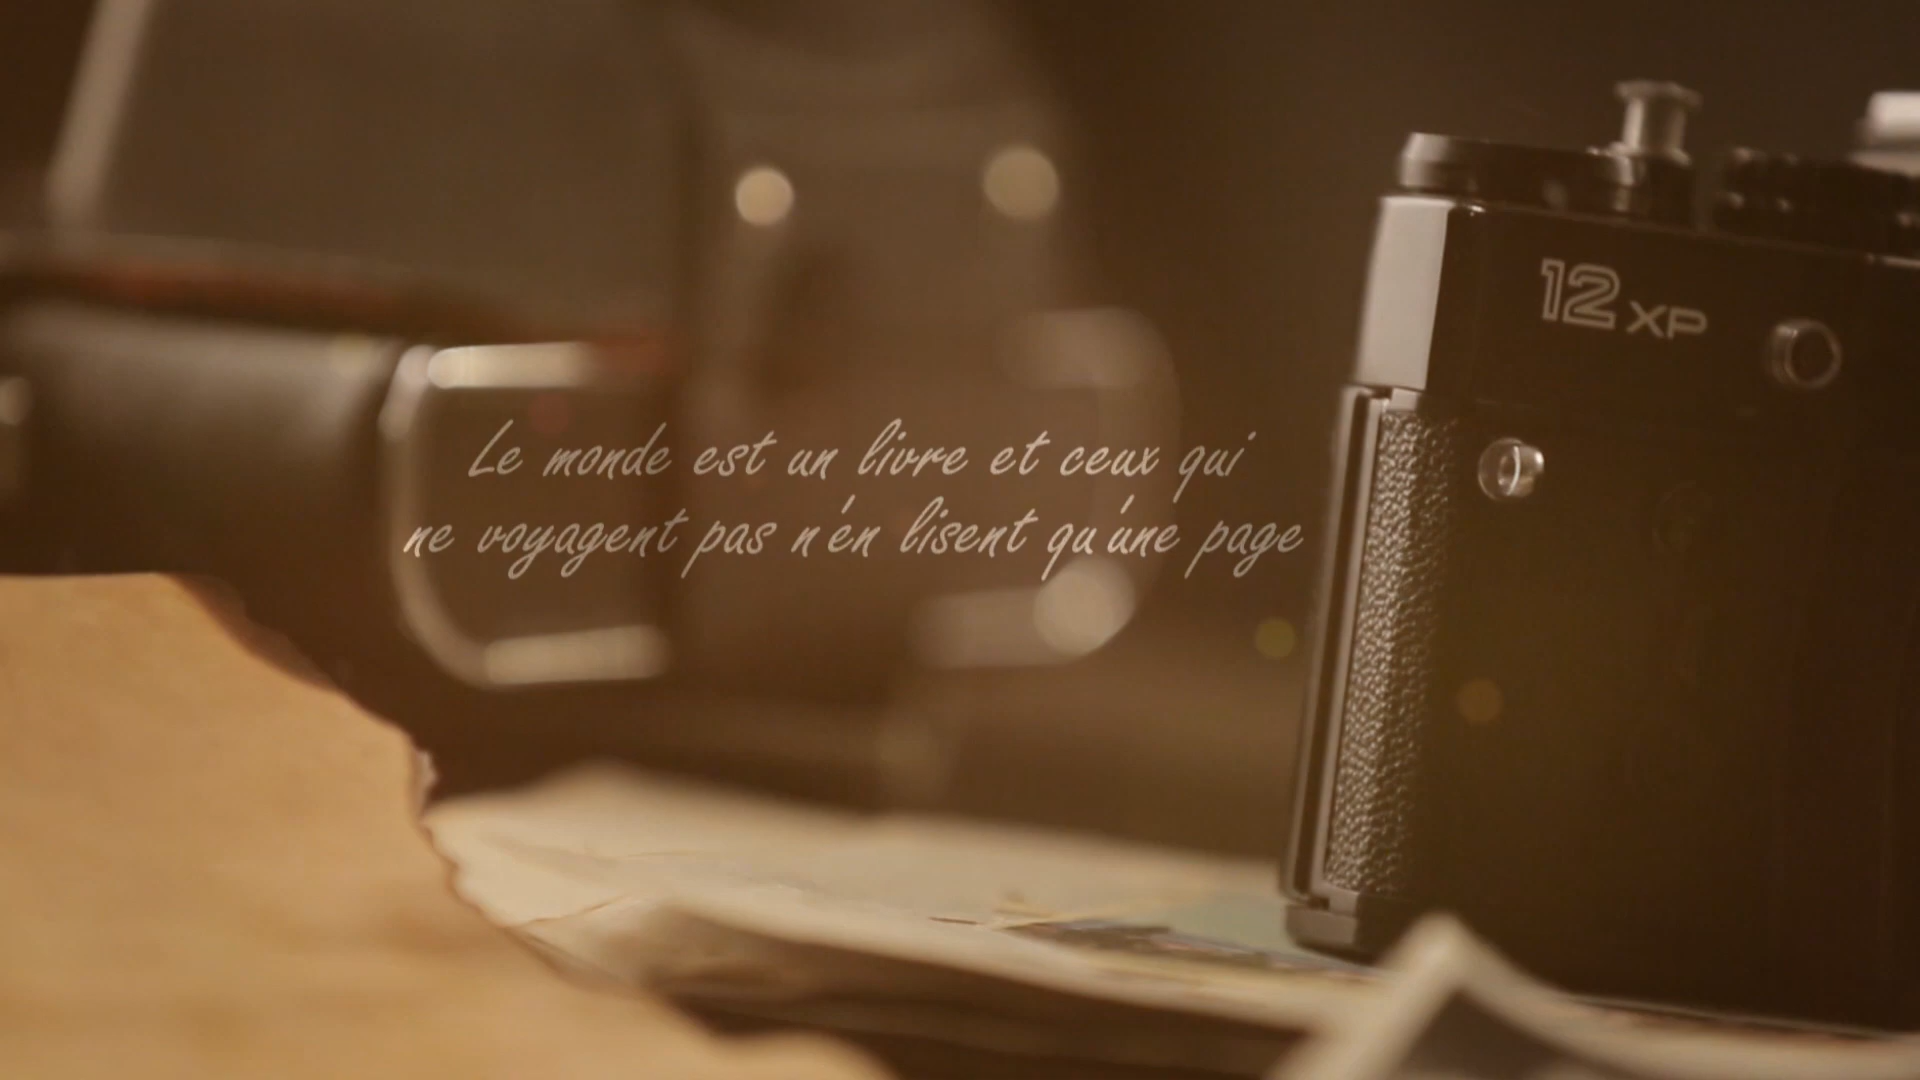 12 XP
Le monde est un livre et ceux qui
ne voyagent pas n'en lisent qu'une page